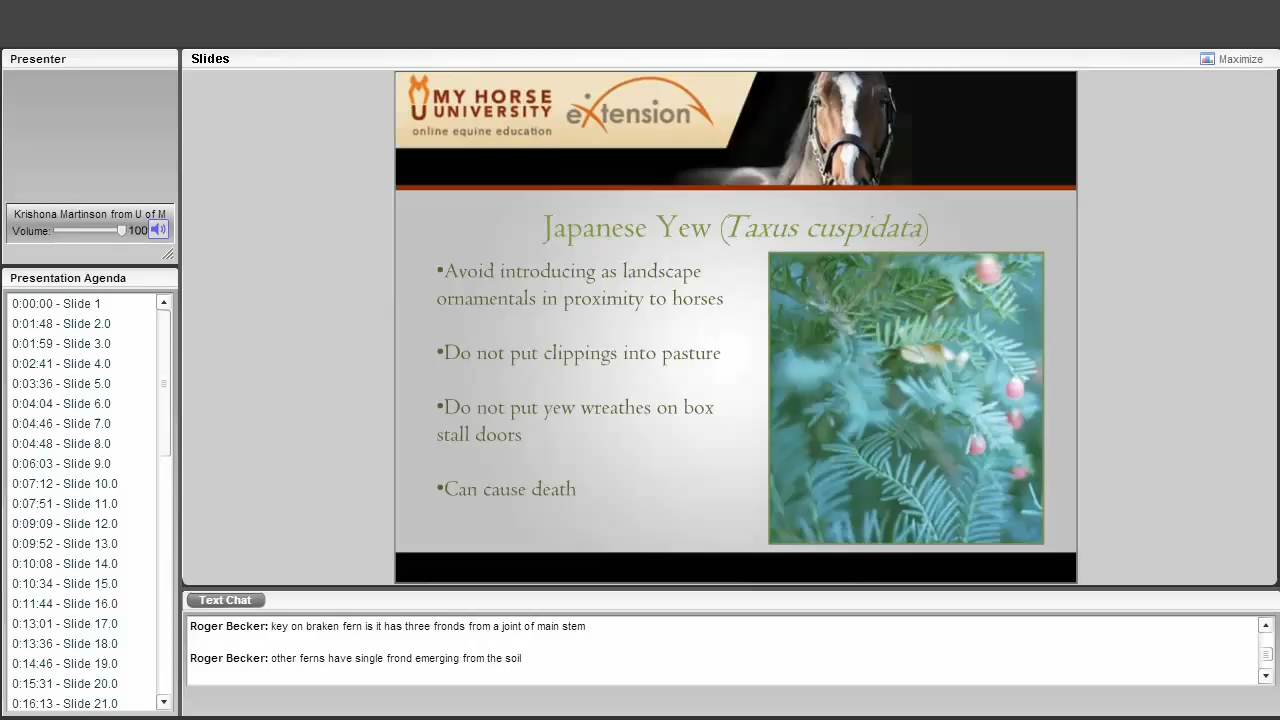 Presenter
Slides
Maximize
MY HORSE
UNIVERSITY
online equine education
eXtension
Krishona Martinson from U of M
Volume: 100
Presentation Agenda
0:00:00 - Slide 1
0:01:48 - Slide 2.0
0:01:59 - Slide 3.0
0:02:41 - Slide 4.0
0:03:36 - Slide 5.0
0:04:04 - Slide 6.0
0:04:46 - Slide 7.0
0:04:48 - Slide 8.0
0:06:03 - Slide 9.0
0:07:12 - Slide 10.0
0:07:51 - Slide 11.0
0:09:09 - Slide 12.0
0:09:52 - Slide 13.0
0:10:08 - Slide 14.0
0:10:34 - Slide 15.0
0:11:44 - Slide 16.0
0:13:01 - Slide 17.0
0:13:36 - Slide 18.0
0:14:46 - Slide 19.0
0:15:31 - Slide 20.0
0:16:13 - Slide 21.0
Japanese Yew (Taxus cuspidata)
•Avoid introducing as landscape
ornamentals in proximity to horses
•Do not put clippings into pasture
•Do not put yew wreathes on box
stall doors
•Can cause death
Text Chat
Roger Becker: key on braken fern is it has three fronds from a joint of main stem
Roger Becker: other ferns have single frond emerging from the soil